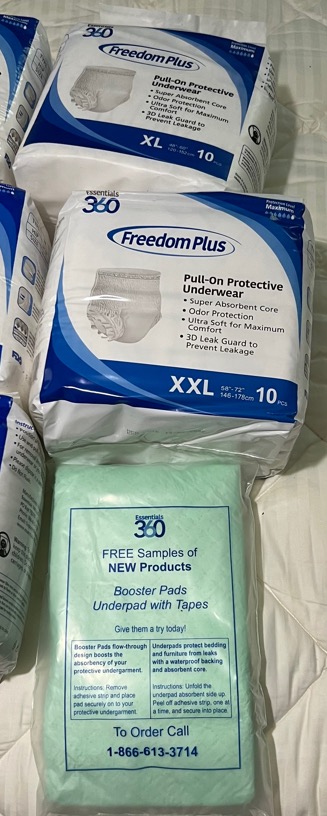 Essentials
360
Maximum
FreedomPlus
Pull-On Protective
Underwear
• Super Absorbent Core
• Odor Protection
• Ultra Soft for Maximum
Comfort
• 3D Leak Guard to
Prevent Leakage
XL
10
Essentials
360
Maximum
FreedomPlus
Pull-On Protective
Underwear
• Super Absorbent Core
• Odor Protection
• Ultra Soft for Maximum
Comfort
• 3D Leak Guard to
Prevent Leakage
XXL 58"-72"
146-178cm 10 PCS
Essentials
360
FREE Samples of
NEW Products
Booster Pads
Underpad with Tapes
Give them a try today!
Booster Pads flow-through
design boosts the
absorbency of your
protective undergarment.
Instructions: Remove
adhesive strip and place
pad securely on to your
protective undergarment.
Underpads protect bedding
and furniture from leaks
with a waterproof backing
and absorbent core.
Instructions: Unfold the
underpad absorbent side up.
Peel off adhesive strip, one at
a time, and secure into place.
To Order Call
1-866-613-3714